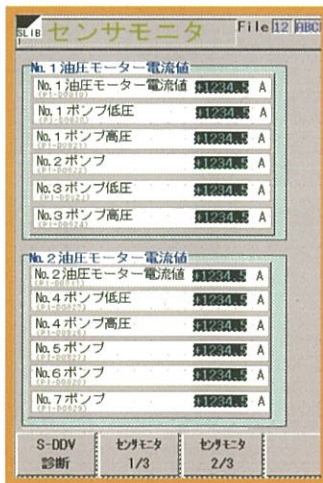 SLIB センサモニタ File 12 ABC
No.1油圧モーター電流値
No.1油圧モーター電流値 ±1234.5 A
No.1ポンプ低圧 ±1234.5 A
No.1ポンプ高圧 ±1234.5 A
No.2ポンプ ±1234.5 A
No.3ポンプ低圧 ±1234.5 A
No.3ポンプ高圧 ±1234.5 A
No.2油圧モーター電流値
No.2油圧モーター電流値 ±1234.5 A
No.4ポンプ低圧 ±1234.5 A
No.4ポンプ高圧 ±1234.5 A
No.5ポンプ ±1234.5 A
No.6ポンプ ±1234.5 A
No.7ポンプ ±1234.5 A
S-DDV センサモニタ センサモニタ
診断 1/3 2/3